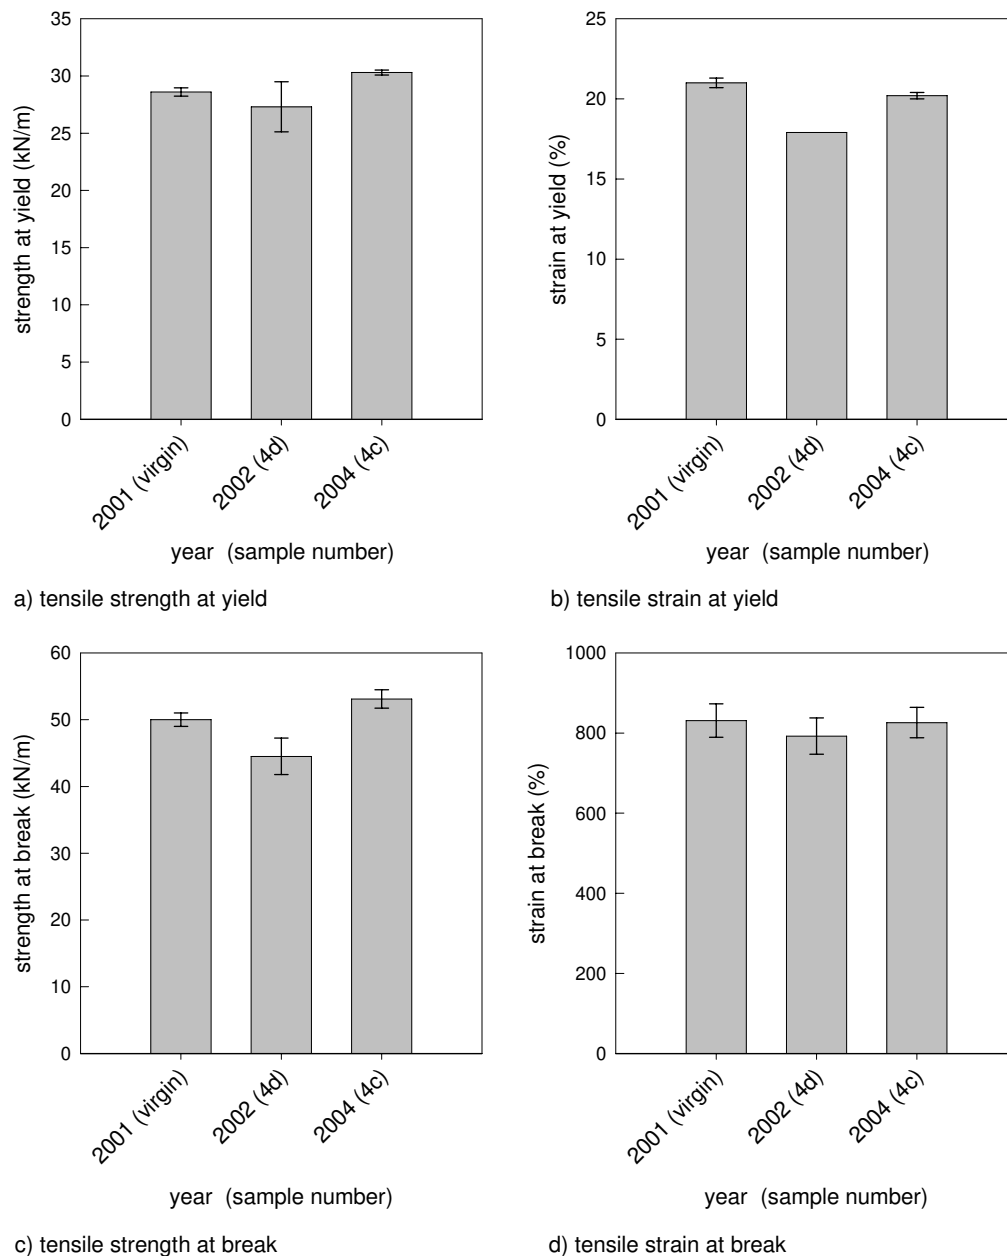 35
30
25
20
15
10
5
0
strength at yield (kN/m)
2001 (virgin)
2002 (4d)
2004 (4c)
year (sample number)
a) tensile strength at yield
25
20
15
10
5
0
strain at yield (%)
2001 (virgin)
2002 (4d)
2004 (4c)
year (sample number)
b) tensile strain at yield
60
50
40
30
20
10
0
strength at break (kN/m)
2001 (virgin)
2002 (4d)
2004 (4c)
year (sample number)
c) tensile strength at break
1000
800
600
400
200
0
strain at break (%)
2001 (virgin)
2002 (4d)
2004 (4c)
year (sample number)
d) tensile strain at break